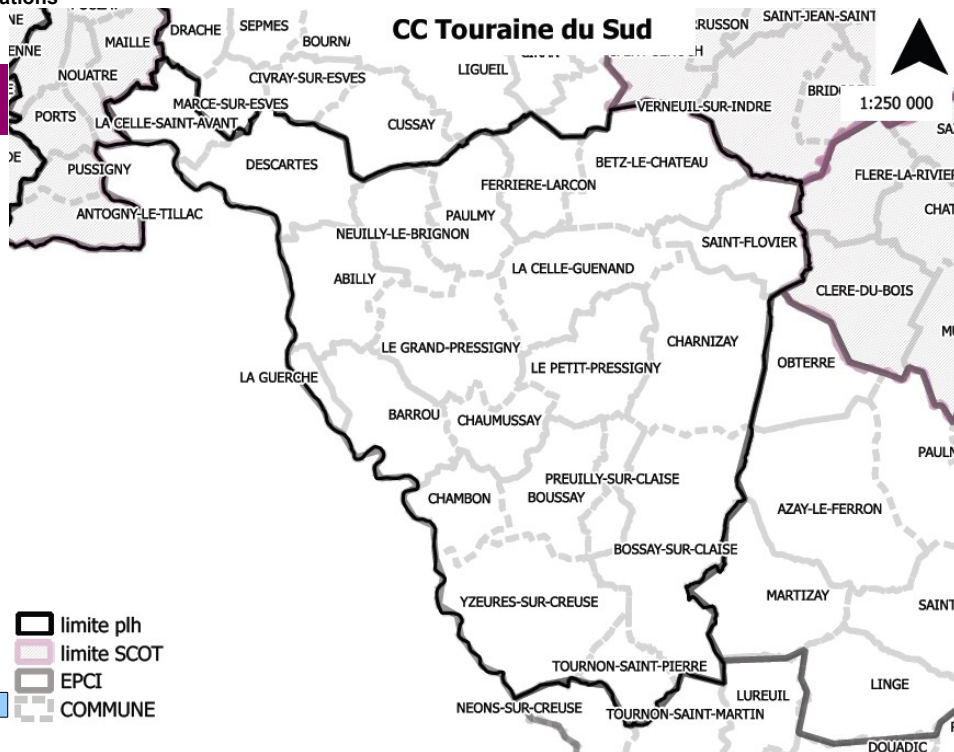 CC Touraine du Sud
SAINT-JEAN-SAINT
DRACHE
SEPMES
MAILLE
NOUATRE
CIVRAY-SUR-ESVES
LIGUEIL
1:250 000
MARCE-SUR-ESVES
VERNEUIL-SUR-INDRE
PORTS
LA CELLE-SAINT-AVANT
CUSSAY
DESCARTES
BETZ-LE-CHATEAU
PUSSIGNY
FERRIERE-LARCON
ANTOGNY-LE-TILLAC
PAULMY
NEUILLY-LE-BRIGNON
SAINT-FLOVIER
LA CELLE-GUENAND
ABILLY
CLERE-DU-BOIS
LE GRAND-PRESSIGNY
CHARNIZAY
OBTERRE
LE PETIT-PRESSIGNY
LA GUERCHE
BARROU
CHAUMUSSAY
PREUILLY-SUR-CLAISE
CHAMBON
BOUSSAY
AZAY-LE-FERRON
BOSSAY-SUR-CLAISE
YZEURES-SUR-CREUSE
MARTIZAY
SAINT
TOURNON-SAINT-PIERRE
LINGE
LUREUIL
NEONS-SUR-CREUSE
TOURNON-SAINT-MARTIN
DOUADIC
limite plh
limite SCOT
EPCI
COMMUNE